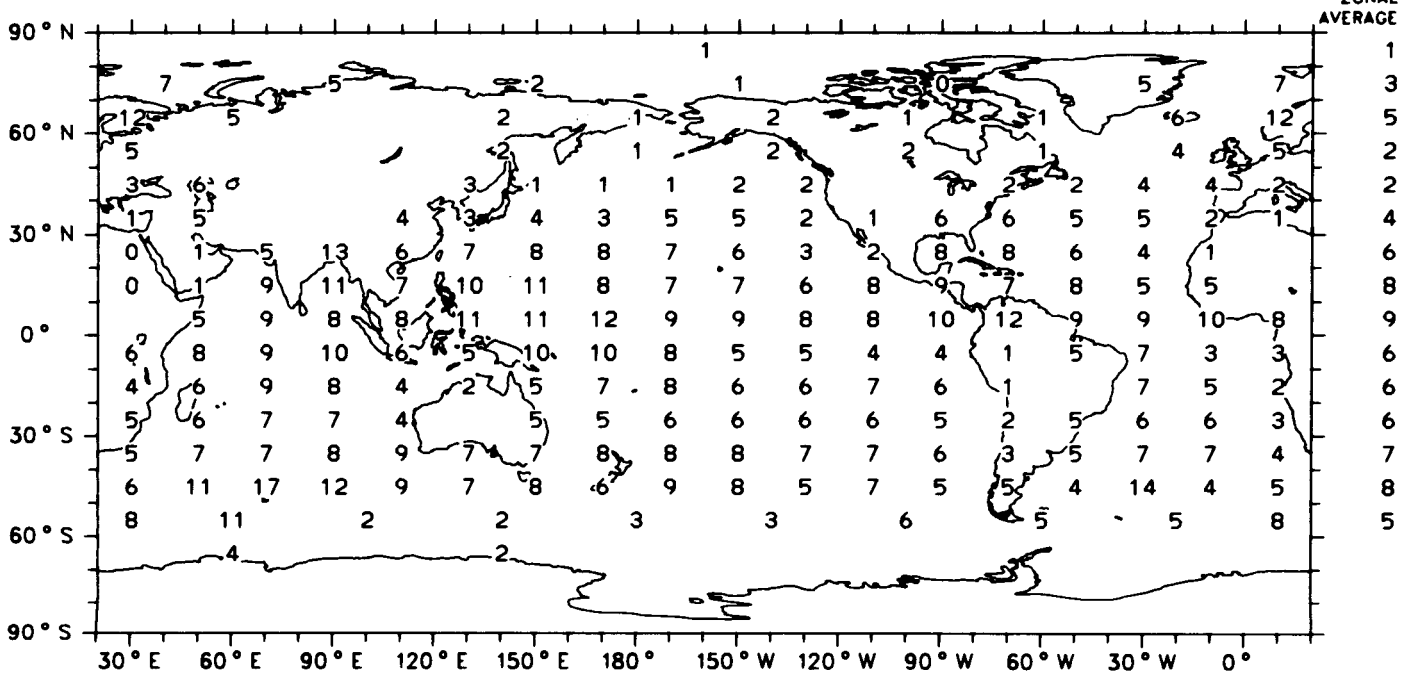 ZONAL
AVERAGE
90°N 1 1
7 5 2 1 0 5 7 3
12 5 2 1 2 1 1 6 12 5
60°N
5 2 1 2 2 1 4 5 2
3 6 3 1 1 1 2 2 2 2 4 4 2 2
1 5 4 3 4 3 5 5 2 1 6 6 5 5 2 1 4
30°N
0 1 5 13 6 7 8 8 7 6 3 2 8 8 6 4 1 6
0 1 9 11 7 10 11 8 7 7 6 8 9 7 8 5 5 8
5 9 8 8 11 11 12 9 9 8 8 10 12 9 9 10 8 9
0°
6 8 9 10 6 5 10 10 8 5 5 4 4 1 5 7 3 3 6
4 6 9 8 4 2 5 7 8 6 6 7 6 1 7 5 2 6
5 6 7 7 4 5 5 6 6 6 6 5 2 5 6 6 3 6
30°S
5 7 7 8 9 7 7 8 8 8 7 7 6 3 5 7 7 4 7
6 11 17 12 9 7 8 6 9 8 5 7 5 5 4 14 4 5 8
8 11 2 2 3 3 6 5 5 8 5
60°S
4 2
90°S
30°E 60°E 90°E 120°E 150°E 180° 150°W 120°W 90°W 60°W 30°W 0°